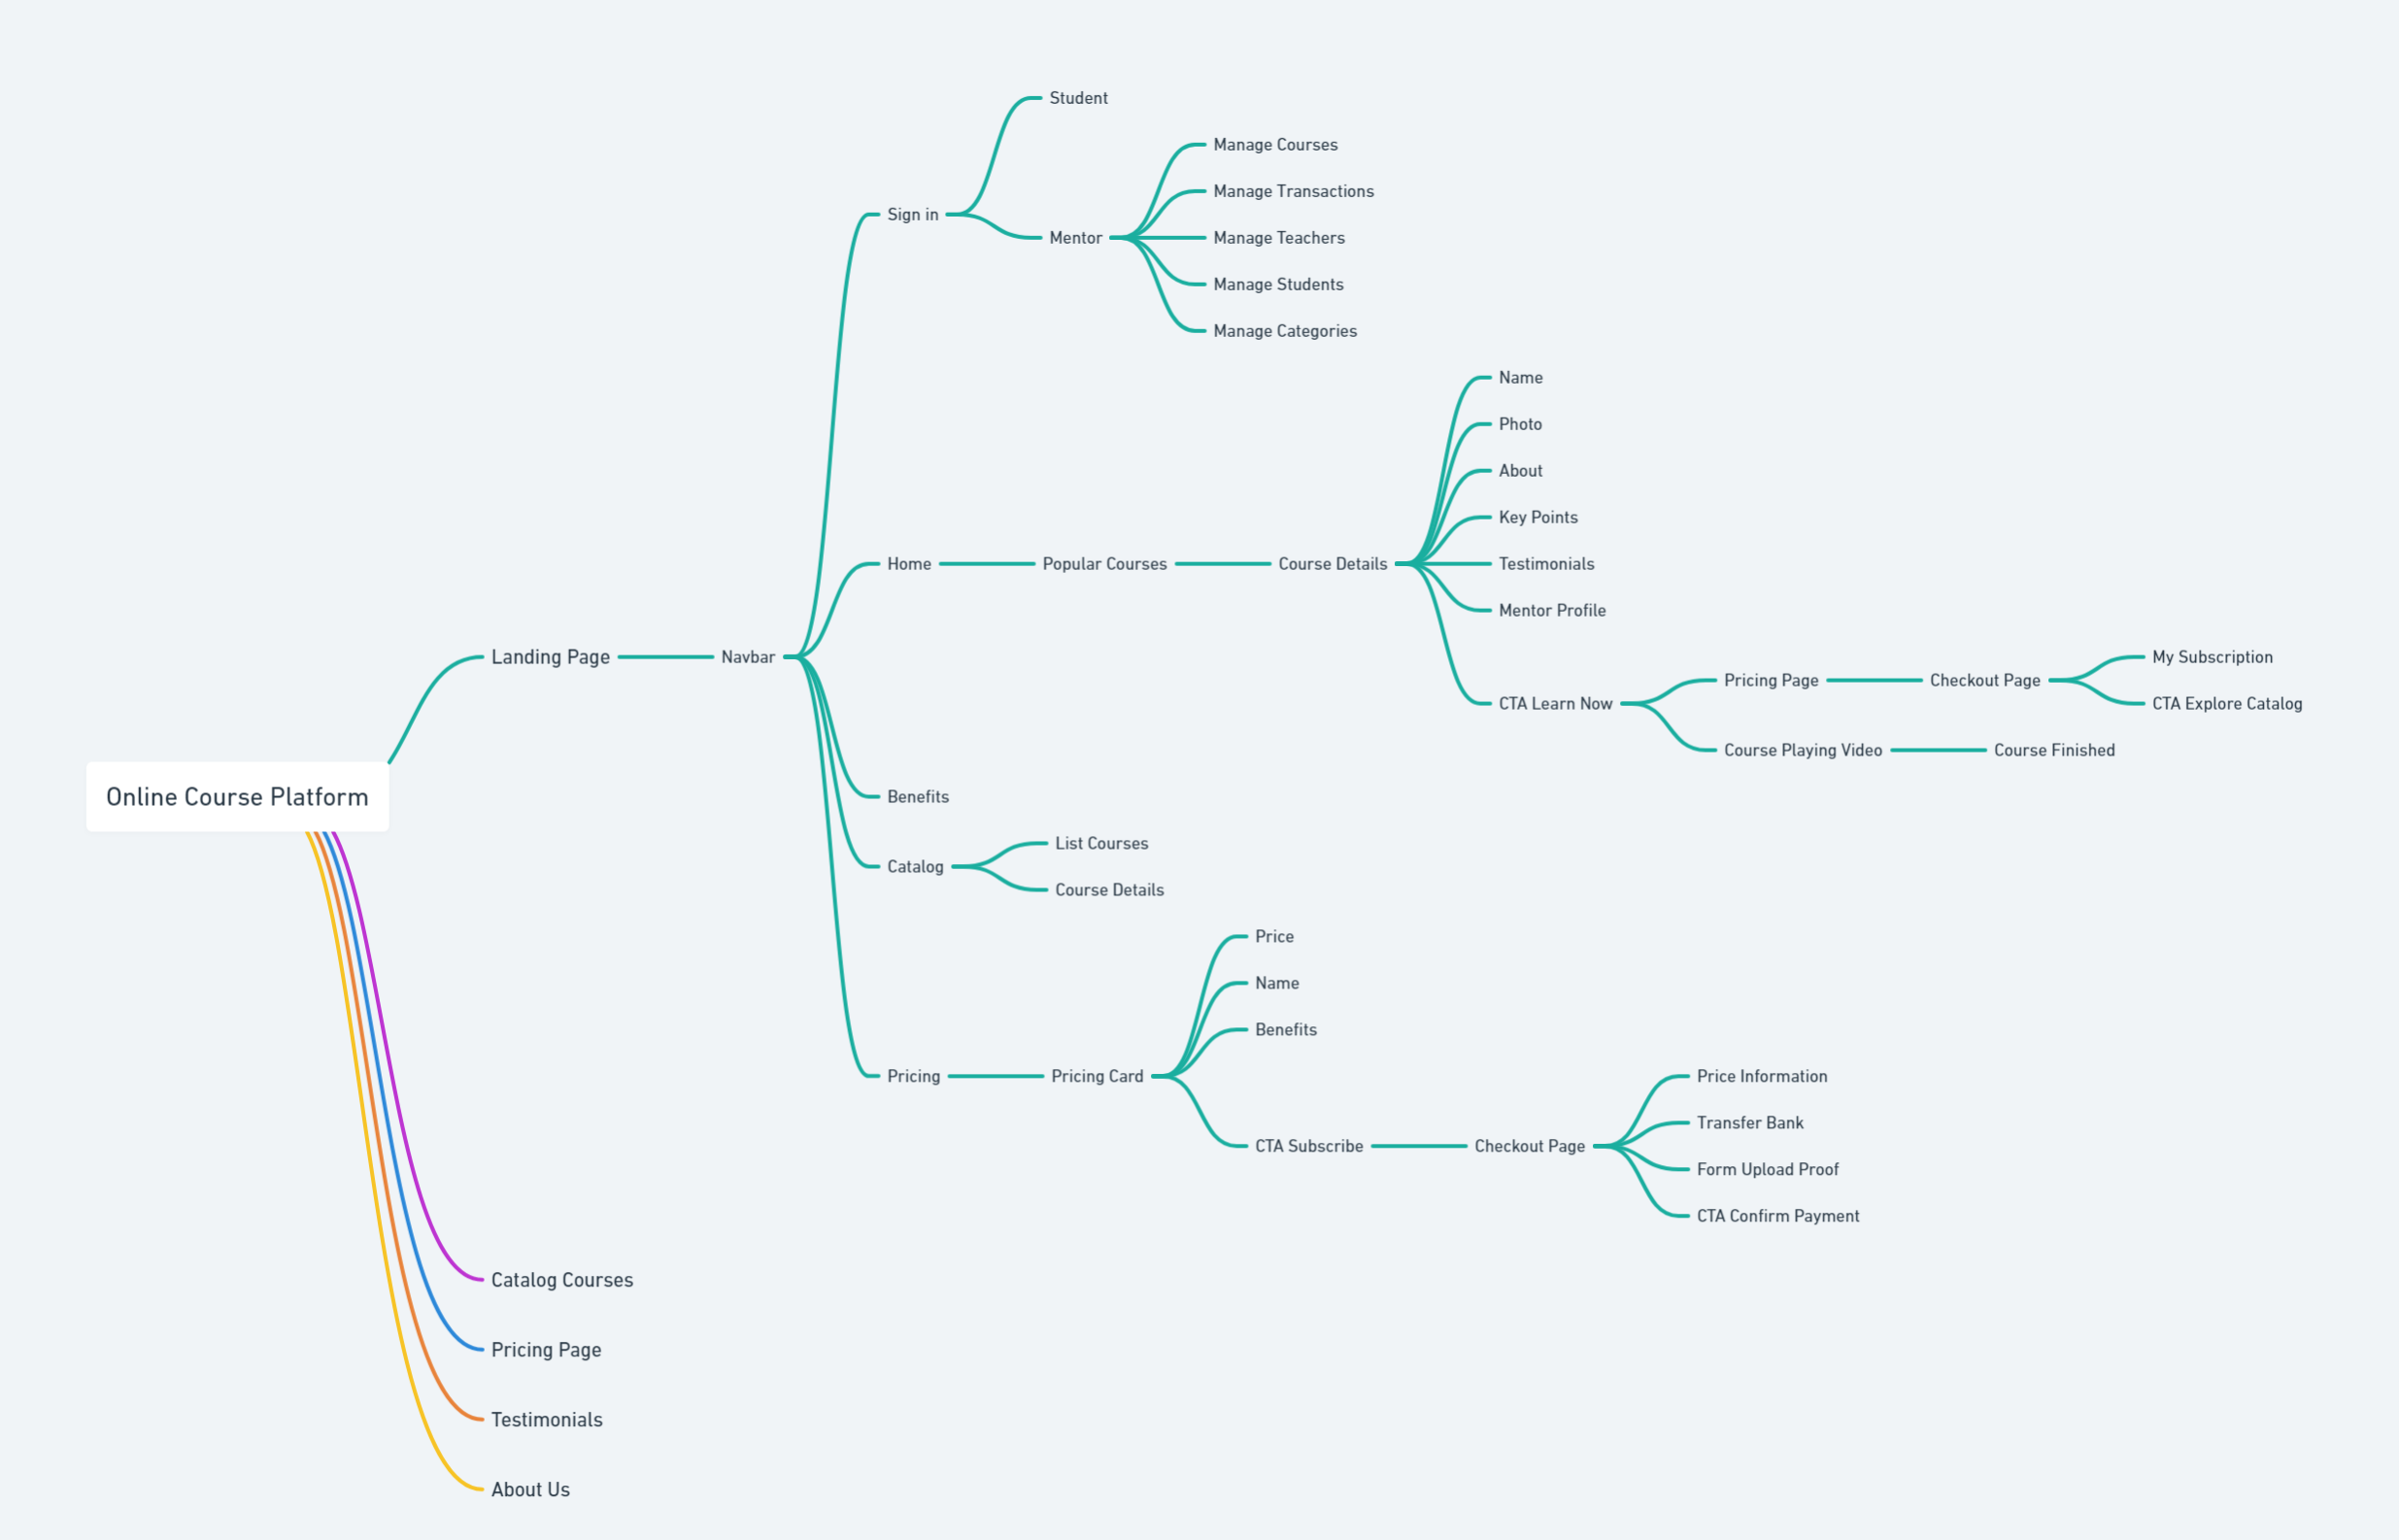 Online Course Platform
Landing Page
Navbar
Sign in
Student
Mentor
Manage Courses
Manage Transactions
Manage Teachers
Manage Students
Manage Categories
Home
Popular Courses
Course Details
Name
Photo
About
Key Points
Testimonials
Mentor Profile
CTA Learn Now
Pricing Page
Checkout Page
My Subscription
CTA Explore Catalog
Course Playing Video
Course Finished
Benefits
Catalog
List Courses
Course Details
Pricing
Pricing Card
Price
Name
Benefits
CTA Subscribe
Checkout Page
Price Information
Transfer Bank
Form Upload Proof
CTA Confirm Payment
Catalog Courses
Pricing Page
Testimonials
About Us